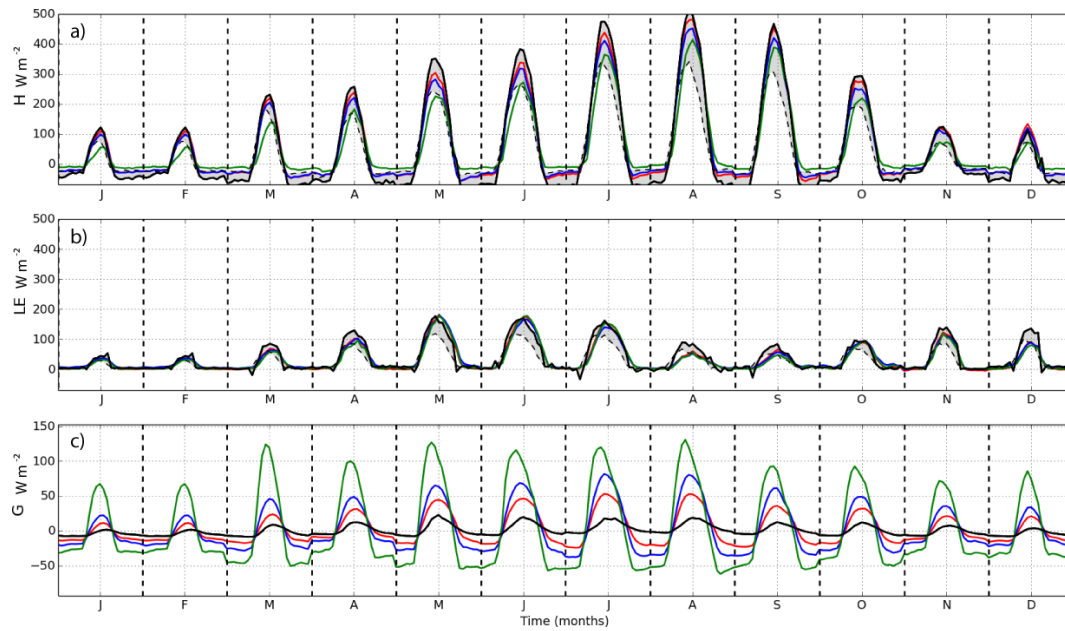 a)
H W m⁻²
500
400
300
200
100
0
J F M A M J J A S O N D
b)
LE W m⁻²
500
400
300
200
100
0
J F M A M J J A S O N D
c)
G W m⁻²
150
100
50
0
−50
J F M A M J J A S O N D
Time (months)